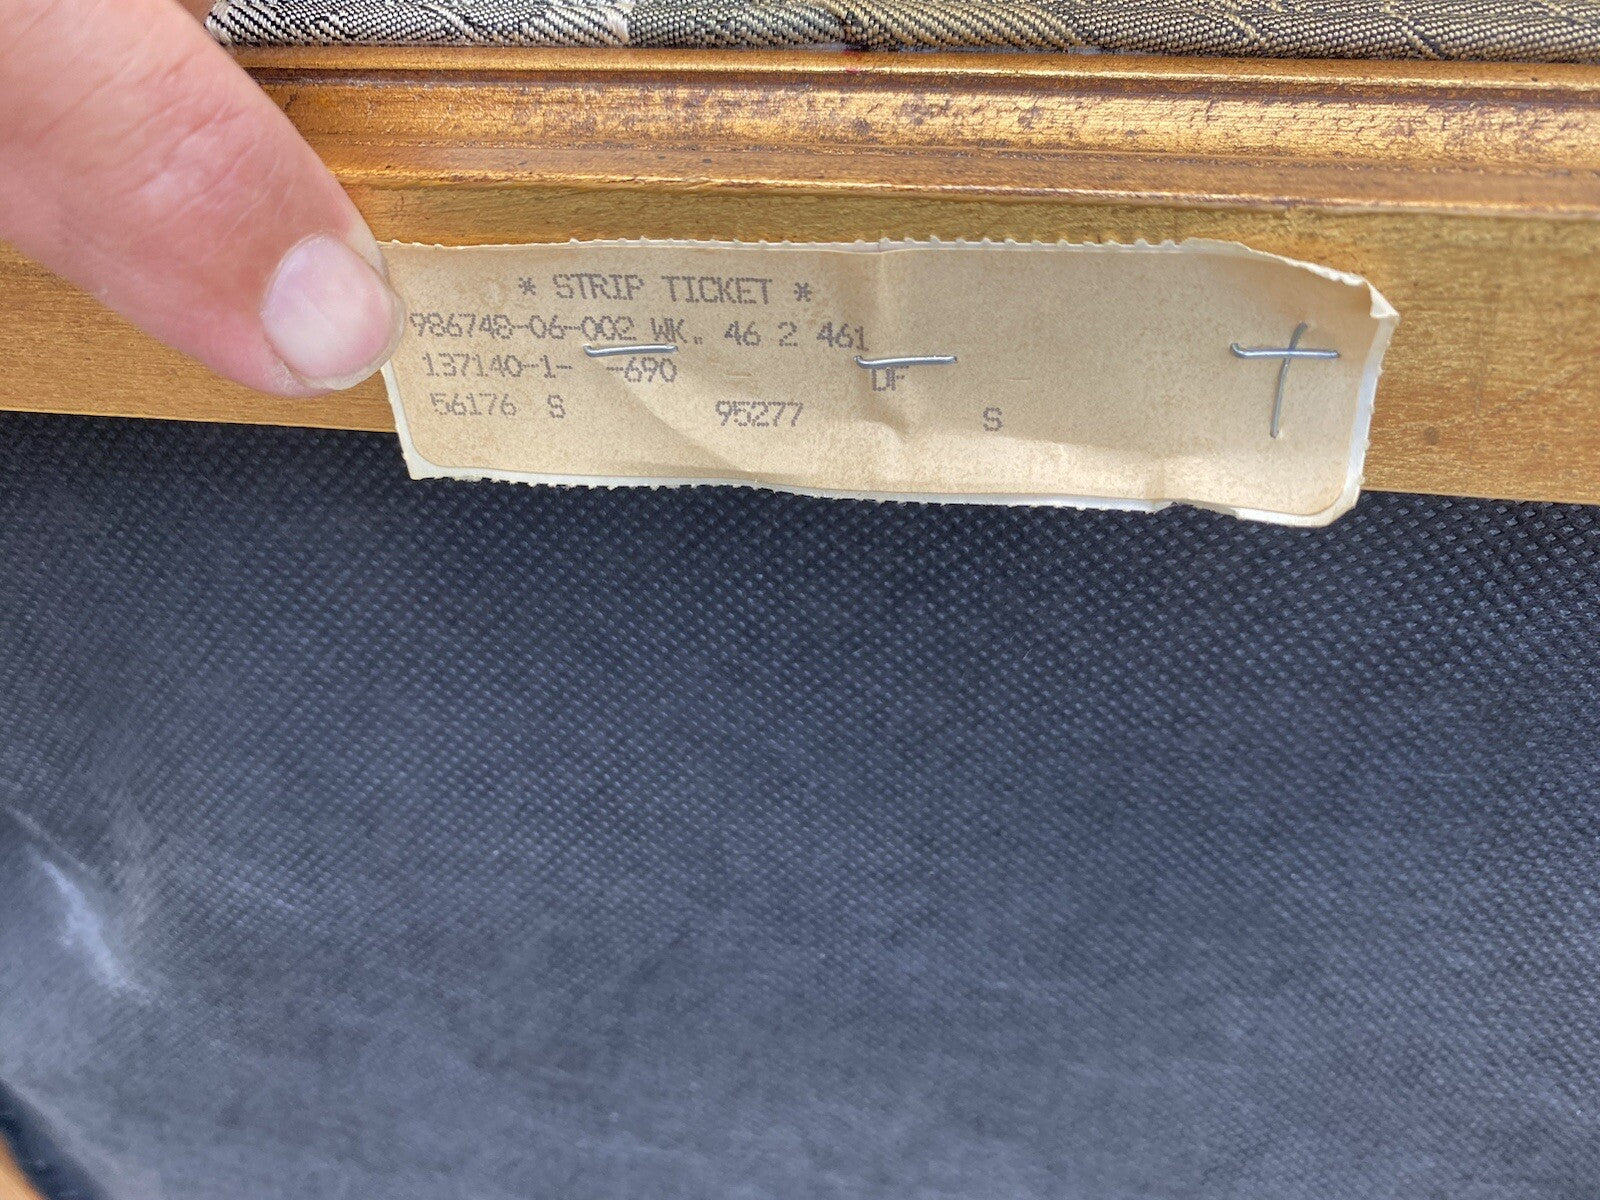 * STRIP TICKET *
986748-06-002 WK. 46 2 461
137140-1- -690 DF
56176 S 95277 S